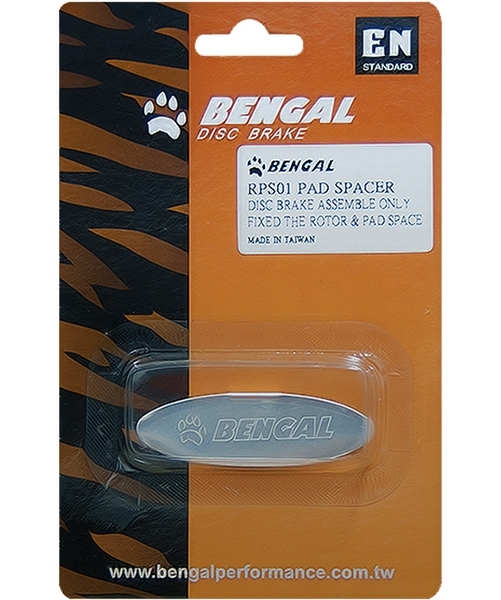 EN
STANDARD
BENGAL
DISC BRAKE
BENGAL
RPS01 PAD SPACER
DISC BRAKE ASSEMBLE ONLY
FIXED THE ROTOR & PAD SPACE
MADE IN TAIWAN
BENGAL
www.bengalperformance.com.tw